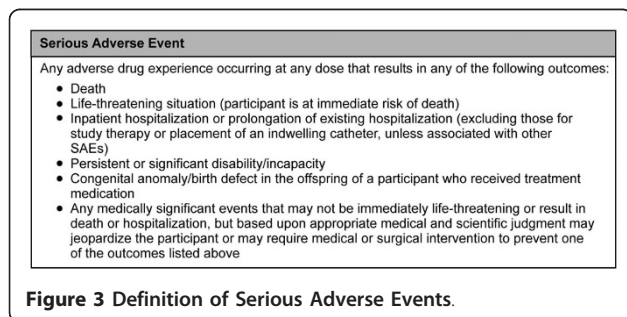 Serious Adverse Event
Any adverse drug experience occurring at any dose that results in any of the following outcomes:
● Death
● Life-threatening situation (participant is at immediate risk of death)
● Inpatient hospitalization or prolongation of existing hospitalization (excluding those for
study therapy or placement of an indwelling catheter, unless associated with other
SAEs)
● Persistent or significant disability/incapacity
● Congenital anomaly/birth defect in the offspring of a participant who received treatment
medication
● Any medically significant events that may not be immediately life-threatening or result in
death or hospitalization, but based upon appropriate medical and scientific judgment may
jeopardize the participant or may require medical or surgical intervention to prevent one
of the outcomes listed above
Figure 3 Definition of Serious Adverse Events.